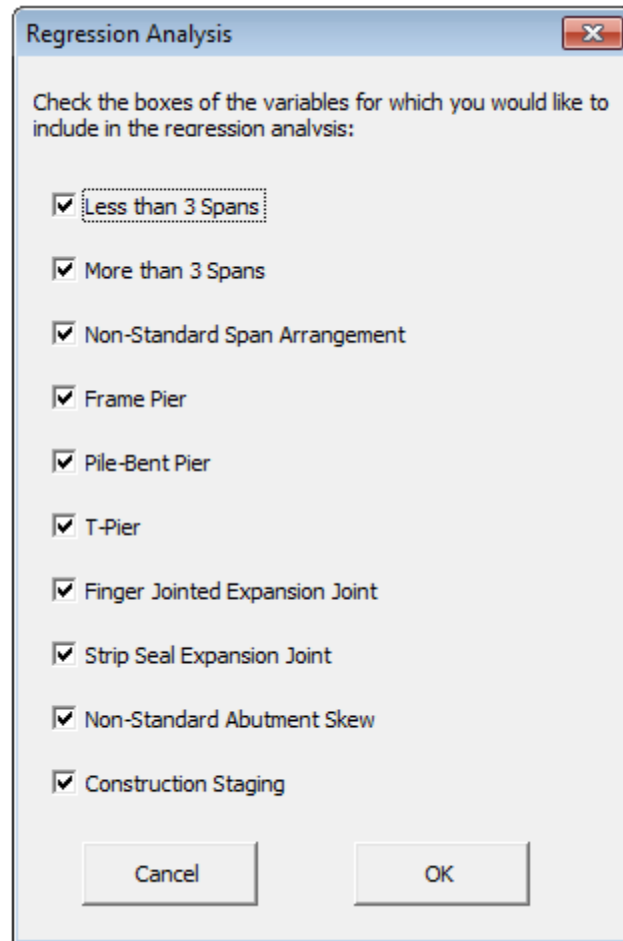 Regression Analysis
Check the boxes of the variables for which you would like to
include in the regression analysis:
Less than 3 Spans
More than 3 Spans
Non-Standard Span Arrangement
Frame Pier
Pile-Bent Pier
T-Pier
Finger Jointed Expansion Joint
Strip Seal Expansion Joint
Non-Standard Abutment Skew
Construction Staging
Cancel
OK